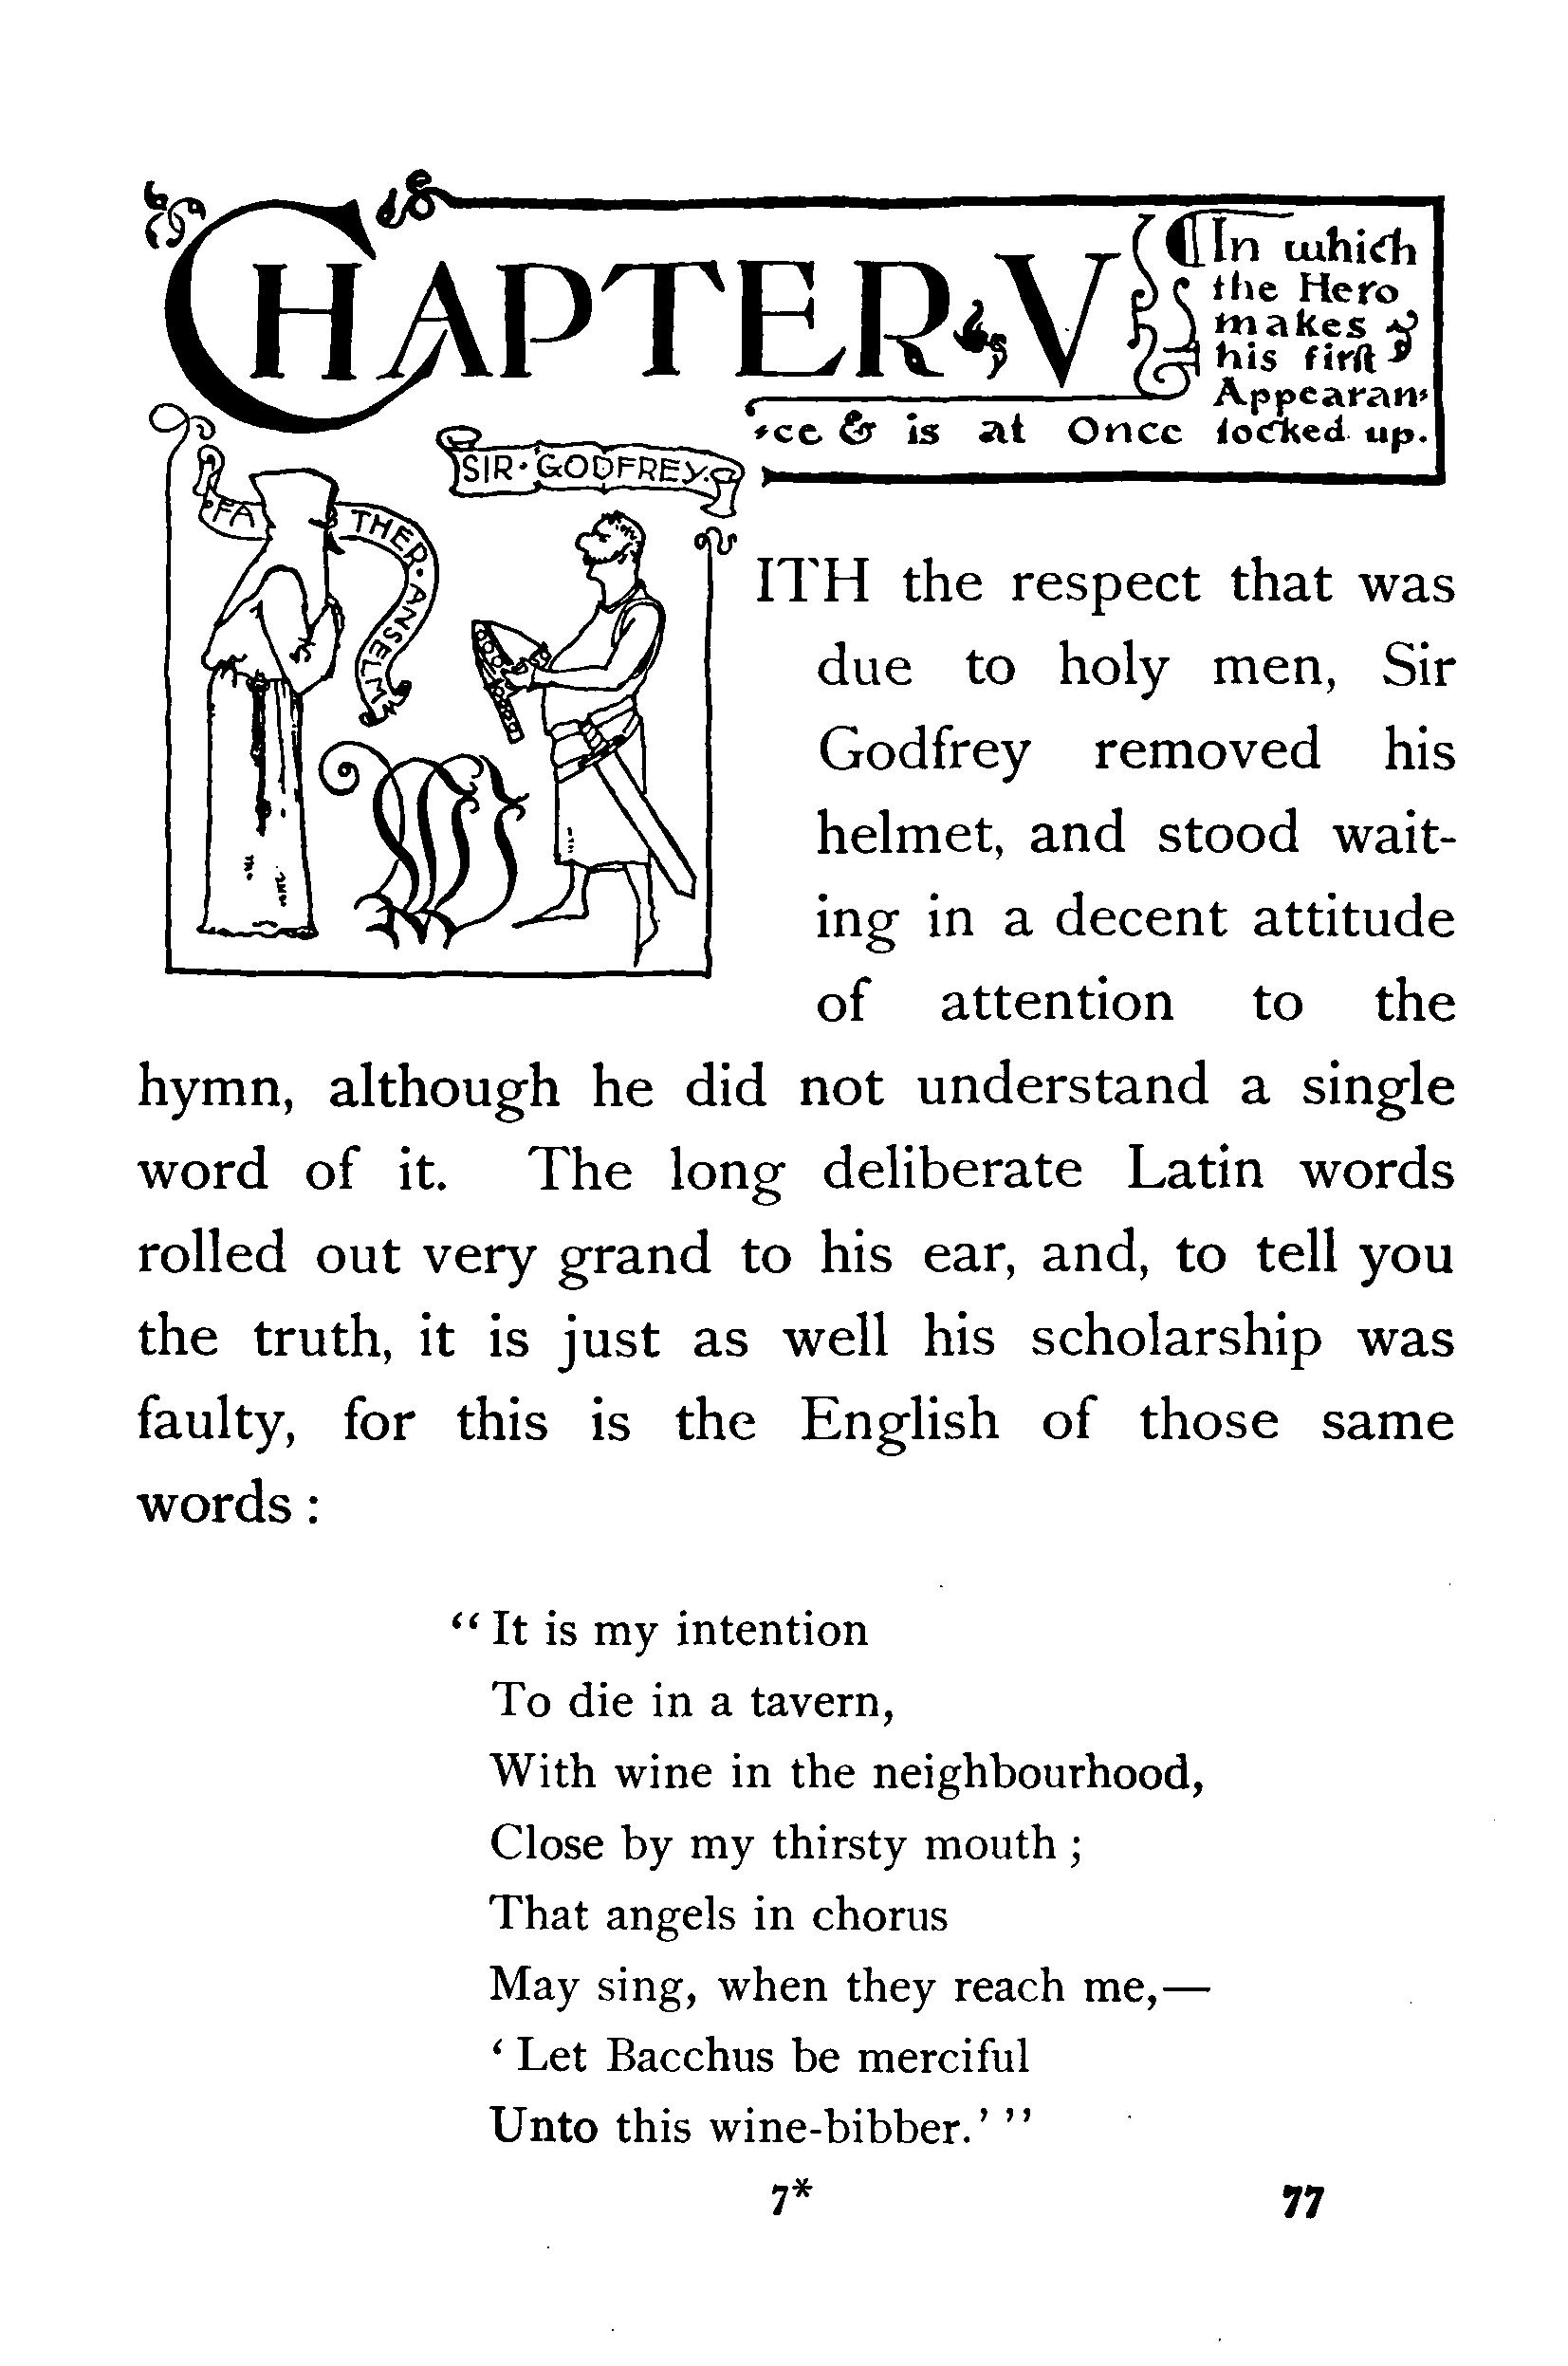 CHAPTER V
¶ In which
the Hero
makes
his first
Appearan-
-ce & is at Once locked up.
SIR · GODFREY ·
FATHER · ANSELM
WITH the respect that was
due to holy men, Sir
Godfrey removed his
helmet, and stood wait-
ing in a decent attitude
of attention to the
hymn, although he did not understand a single
word of it. The long deliberate Latin words
rolled out very grand to his ear, and, to tell you
the truth, it is just as well his scholarship was
faulty, for this is the English of those same
words :
“ It is my intention
To die in a tavern,
With wine in the neighbourhood,
Close by my thirsty mouth ;
That angels in chorus
May sing, when they reach me,—
‘ Let Bacchus be merciful
Unto this wine-bibber.’ ”
7* 77